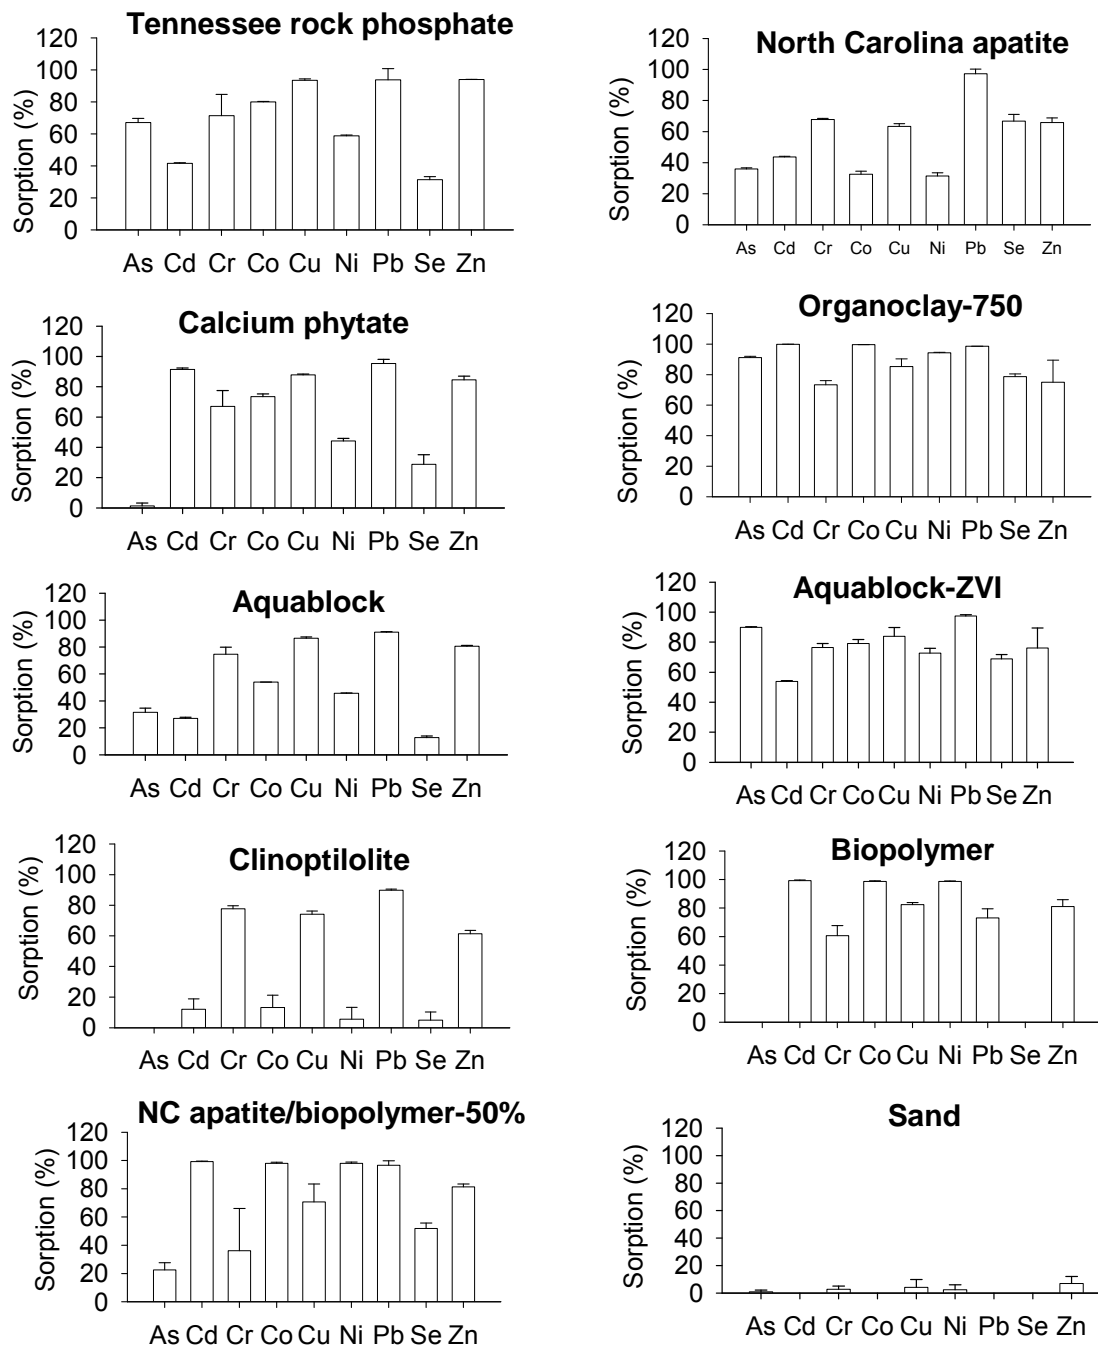 Tennessee rock phosphate
Sorption (%)
120
100
80
60
40
20
0
As Cd Cr Co Cu Ni Pb Se Zn
North Carolina apatite
Sorption (%)
120
100
80
60
40
20
0
As Cd Cr Co Cu Ni Pb Se Zn
Calcium phytate
Sorption (%)
120
100
80
60
40
20
0
As Cd Cr Co Cu Ni Pb Se Zn
Organoclay-750
Sorption (%)
120
100
80
60
40
20
0
As Cd Cr Co Cu Ni Pb Se Zn
Aquablock
Sorption (%)
120
100
80
60
40
20
0
As Cd Cr Co Cu Ni Pb Se Zn
Aquablock-ZVI
Sorption (%)
120
100
80
60
40
20
0
As Cd Cr Co Cu Ni Pb Se Zn
Clinoptilolite
Sorption (%)
120
100
80
60
40
20
0
As Cd Cr Co Cu Ni Pb Se Zn
Biopolymer
Sorption (%)
120
100
80
60
40
20
0
As Cd Cr Co Cu Ni Pb Se Zn
NC apatite/biopolymer-50%
Sorption (%)
120
100
80
60
40
20
0
As Cd Cr Co Cu Ni Pb Se Zn
Sand
Sorption (%)
120
100
80
60
40
20
0
As Cd Cr Co Cu Ni Pb Se Zn